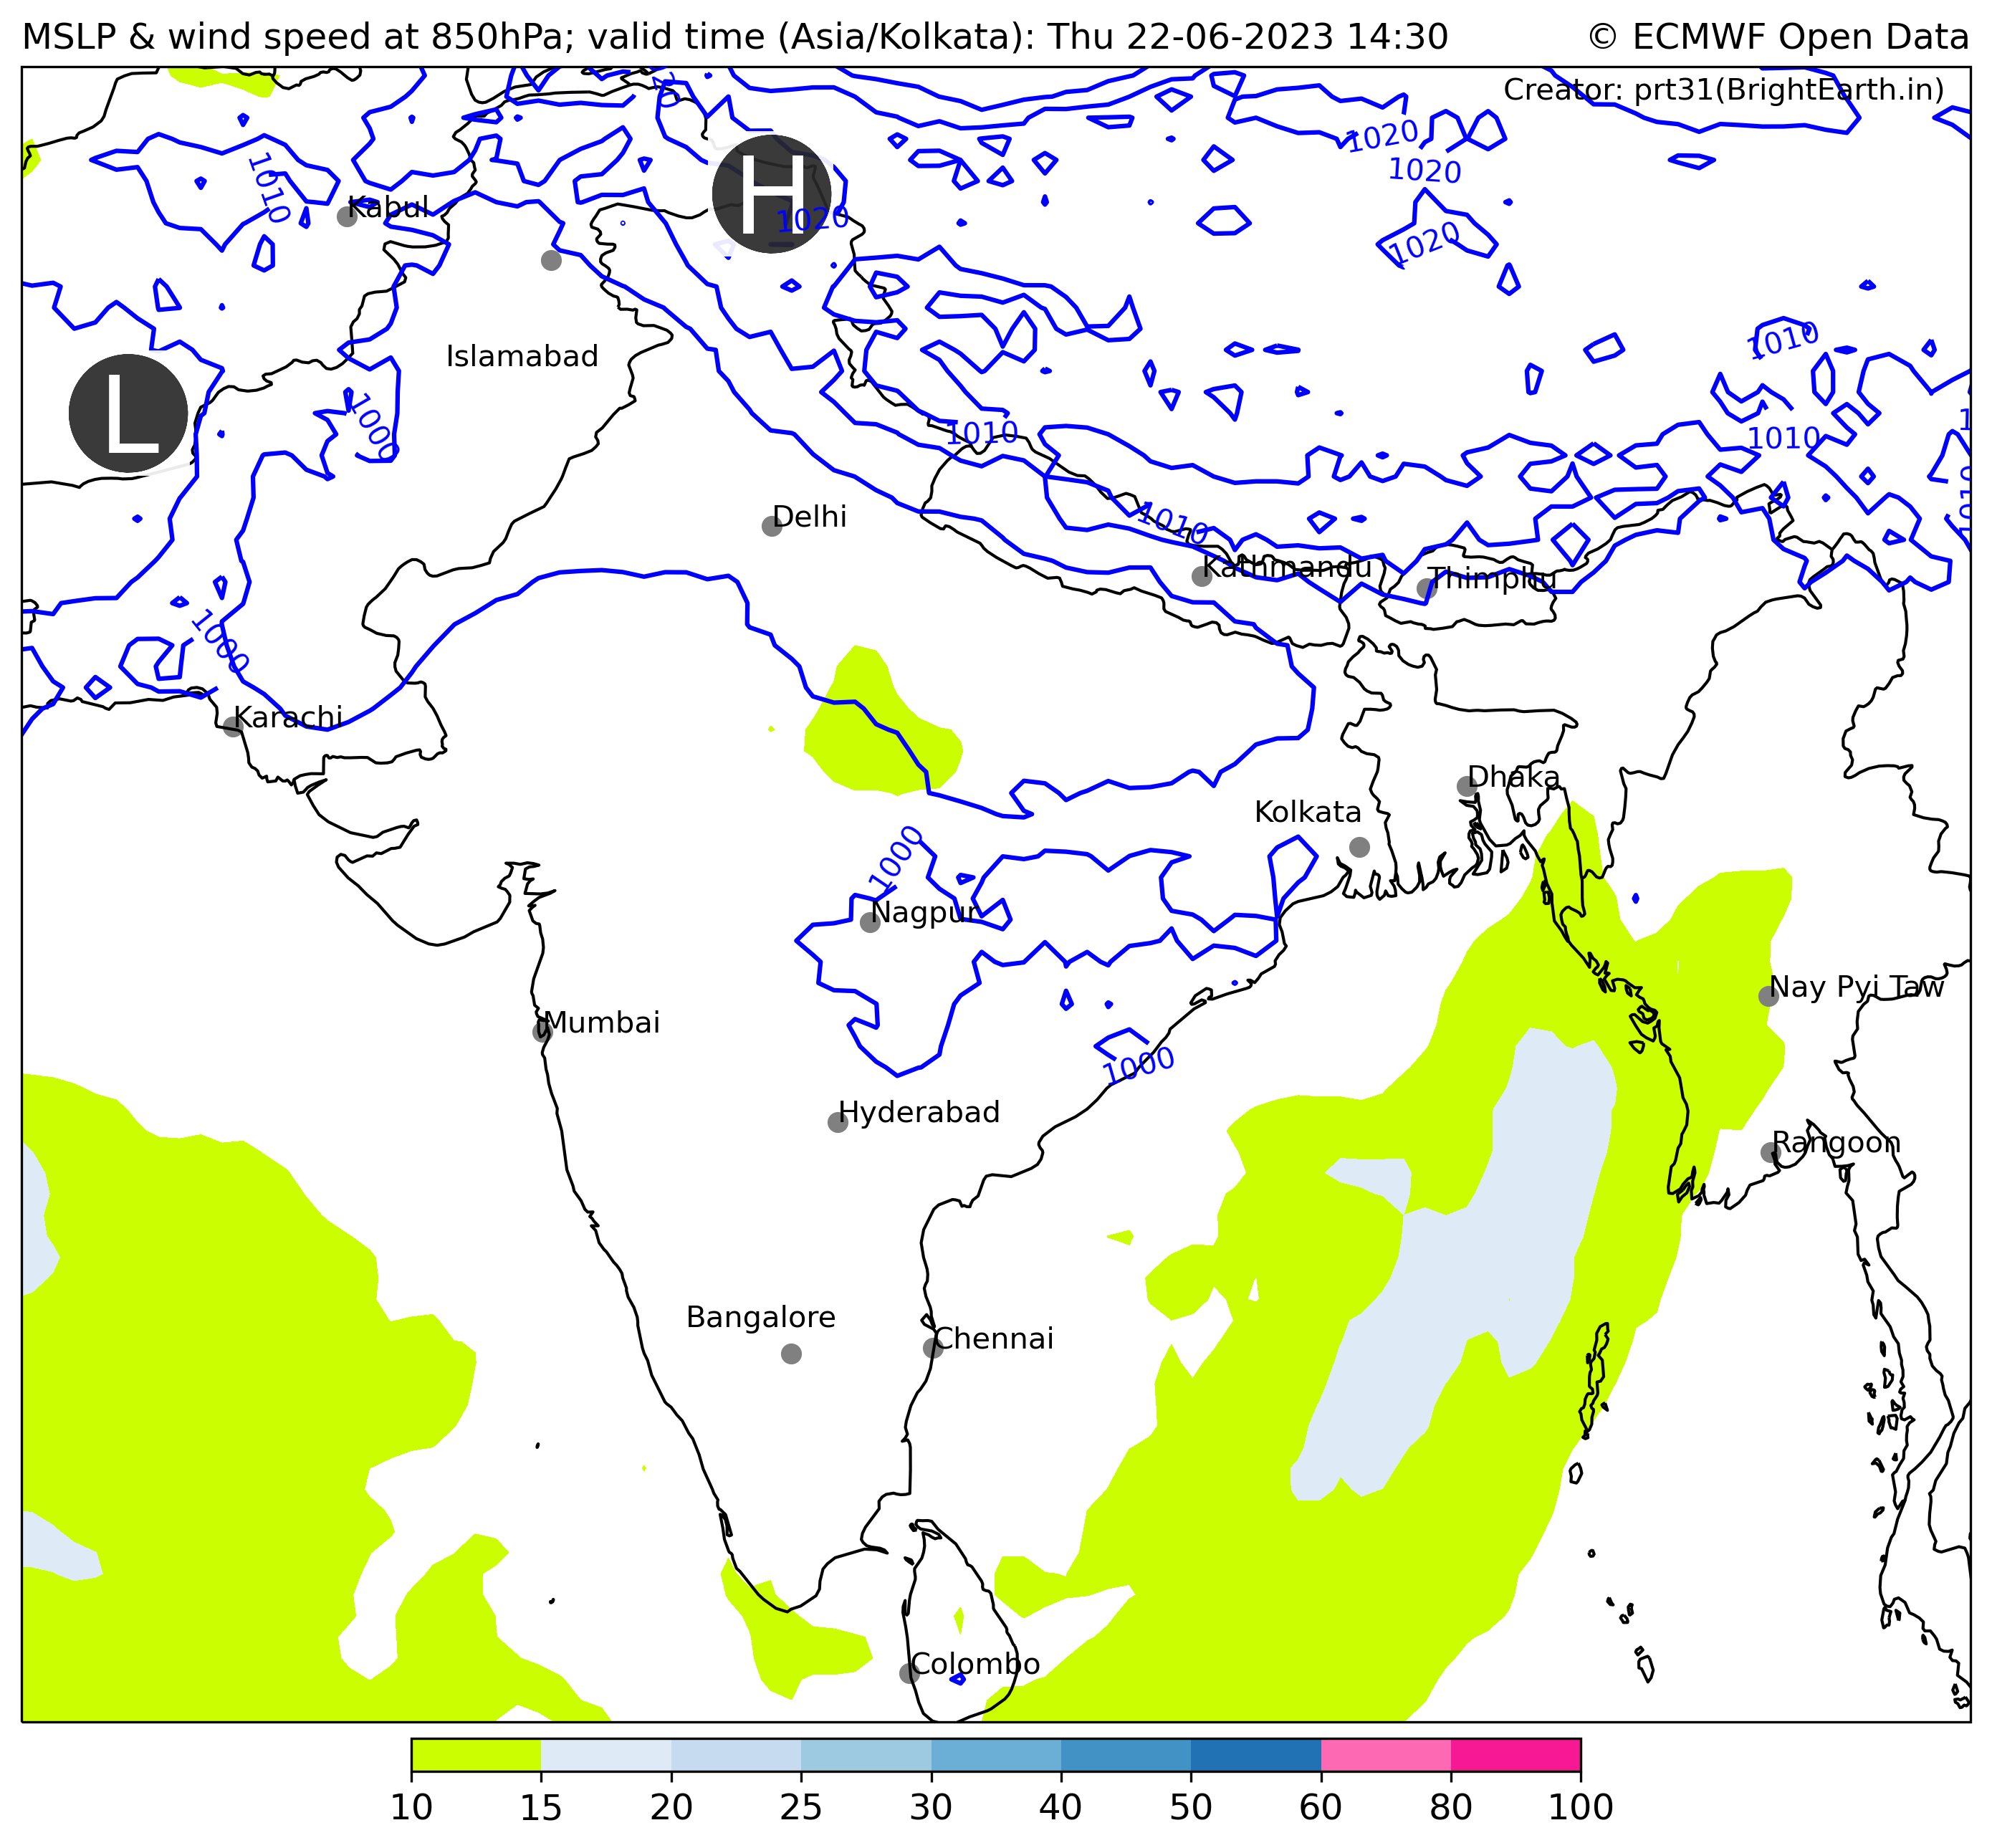 MSLP & wind speed at 850hPa; valid time (Asia/Kolkata): Thu 22-06-2023 14:30
© ECMWF Open Data
Creator: prt31(BrightEarth.in)
1020
1020
1010
H
Kabul
1020
1020
1010
Islamabad
L
1000
1010
1010
1010
Delhi
1010
Kathmandu
Thimphu
1000
Karachi
Dhaka
Kolkata
1000
Nagpur
Nay Pyi Taw
Mumbai
1000
Hyderabad
Rangoon
Bangalore
Chennai
Colombo
10 15 20 25 30 40 50 60 80 100